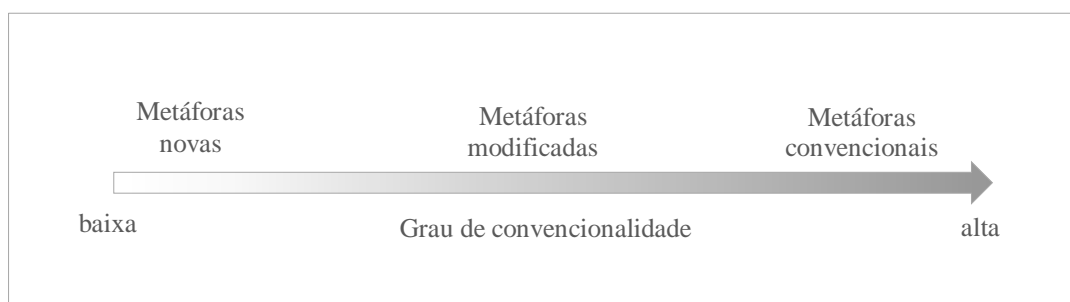 Metáforas
novas
Metáforas
modificadas
Metáforas
convencionais
baixa
Grau de convencionalidade
alta